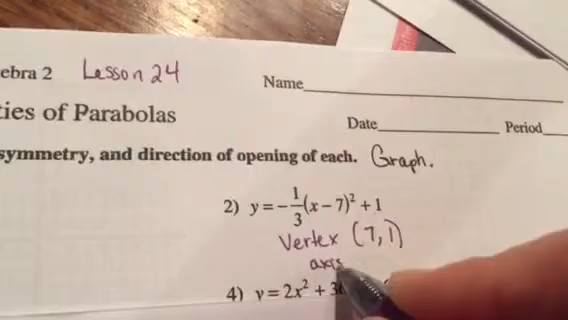 ebra 2 Lesson 24
Name
ties of Parabolas
Date Period
symmetry, and direction of opening of each. Graph.
2) y = -1/3(x - 7)² + 1
Vertex (7,1)
axis
4) y = 2x² + 3